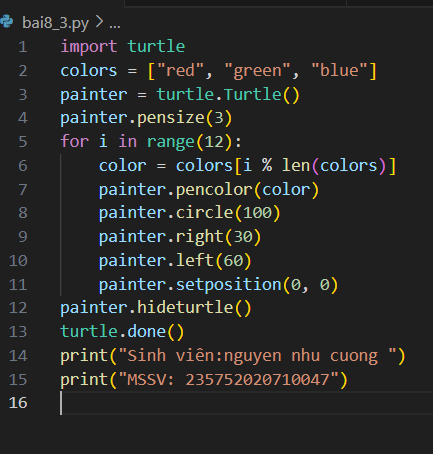 bai8_3.py > ...
1 import turtle
2 colors = ["red", "green", "blue"]
3 painter = turtle.Turtle()
4 painter.pensize(3)
5 for i in range(12):
6     color = colors[i % len(colors)]
7     painter.pencolor(color)
8     painter.circle(100)
9     painter.right(30)
10     painter.left(60)
11     painter.setposition(0, 0)
12 painter.hideturtle()
13 turtle.done()
14 print("Sinh viên:nguyen nhu cuong ")
15 print("MSSV: 235752020710047")
16